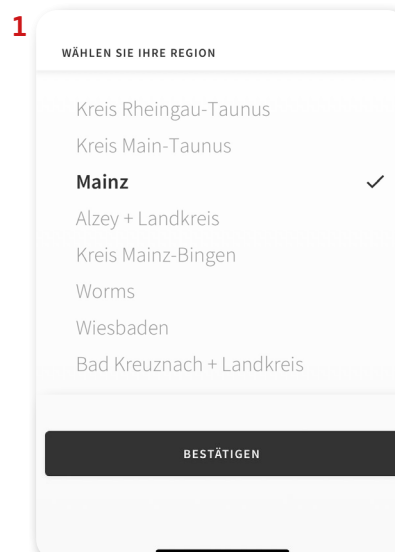 1
WÄHLEN SIE IHRE REGION
Kreis Rheingau-Taunus
Kreis Main-Taunus
Mainz
Alzey + Landkreis
Kreis Mainz-Bingen
Worms
Wiesbaden
Bad Kreuznach + Landkreis
BESTÄTIGEN